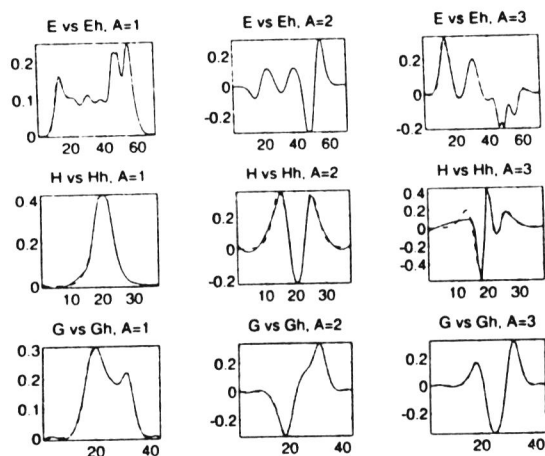 E vs Eh, A=1
E vs Eh, A=2
E vs Eh, A=3
0.2
0.1
0
20 40 60
0.2
0
-0.2
20 40 60
0.2
0
-0.2
20 40 60
H vs Hh, A=1
H vs Hh, A=2
H vs Hh, A=3
0 4
0.2
0
10 20 30
0.2
0
-0.2
10 20 30
0 4
0.2
-0.0
-0.2
-0.4
10 20 30
G vs Gh, A=1
G vs Gh, A=2
G vs Gh, A=3
0.3
0.2
0.1
0
20 40
0.2
0
-0.2
20 40
0.2
0
-0.2
20 40